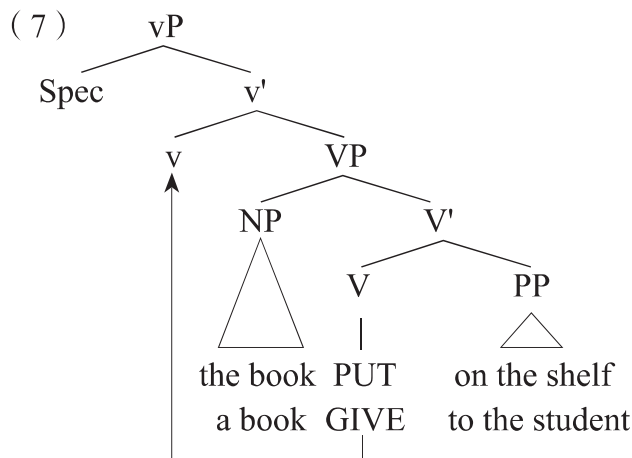 (7) vP
Spec v'
v VP
NP V'
V PP
the book PUT on the shelf
a book GIVE to the student